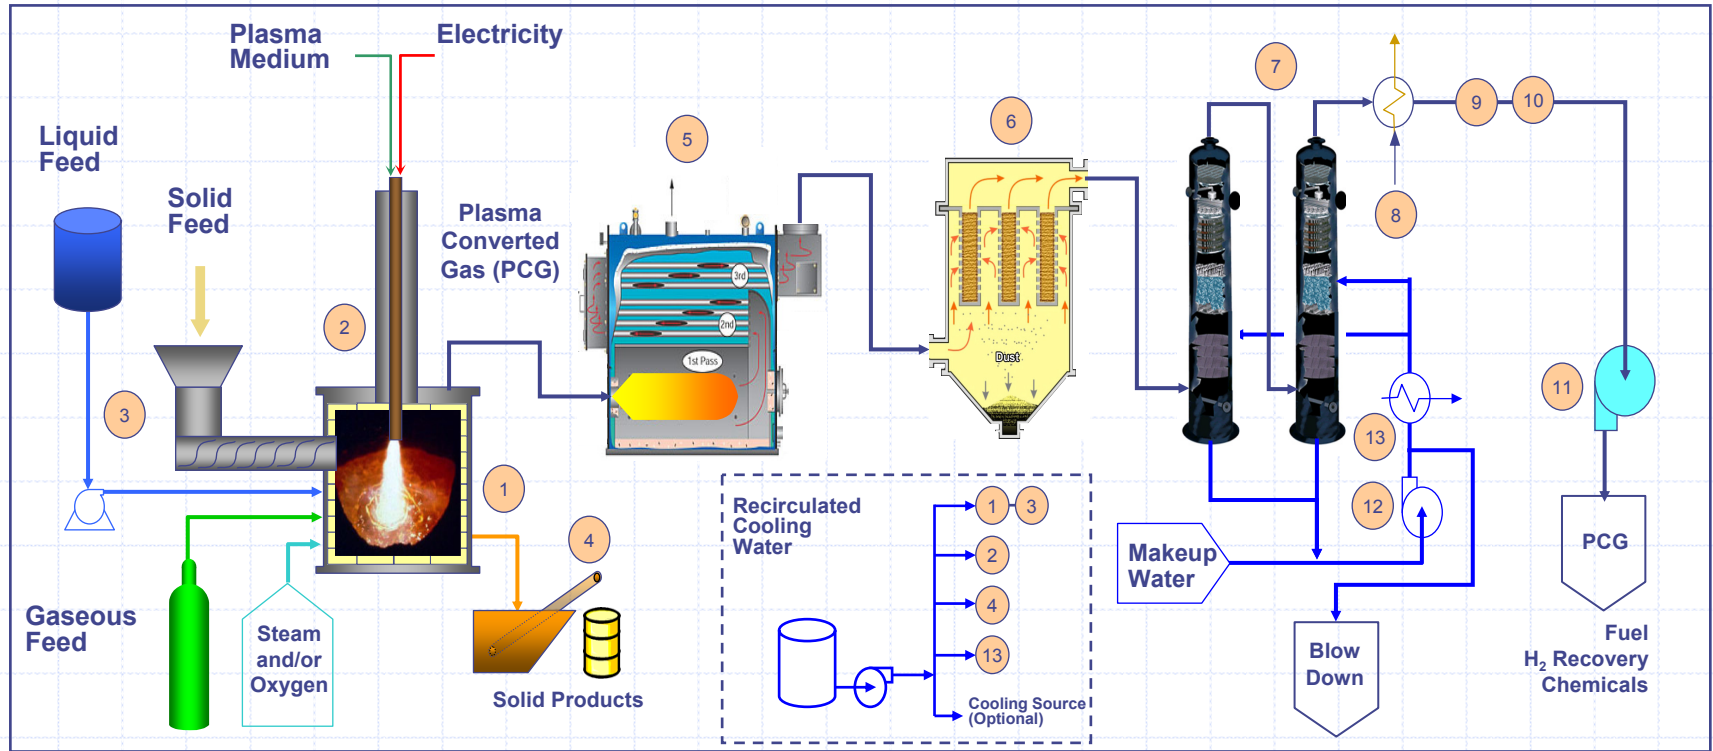 Plasma
Medium
Electricity
Liquid
Feed
Solid
Feed
Plasma
Converted
Gas (PCG)
5
6
7
8
9
10
2
3
1
4
3rd
2nd
1st Pass
Dust
11
13
12
Gaseous
Feed
Steam
and/or
Oxygen
Solid Products
Recirculated
Cooling
Water
1
3
2
4
13
Cooling Source
(Optional)
Makeup
Water
Blow
Down
PCG
Fuel
H2 Recovery
Chemicals